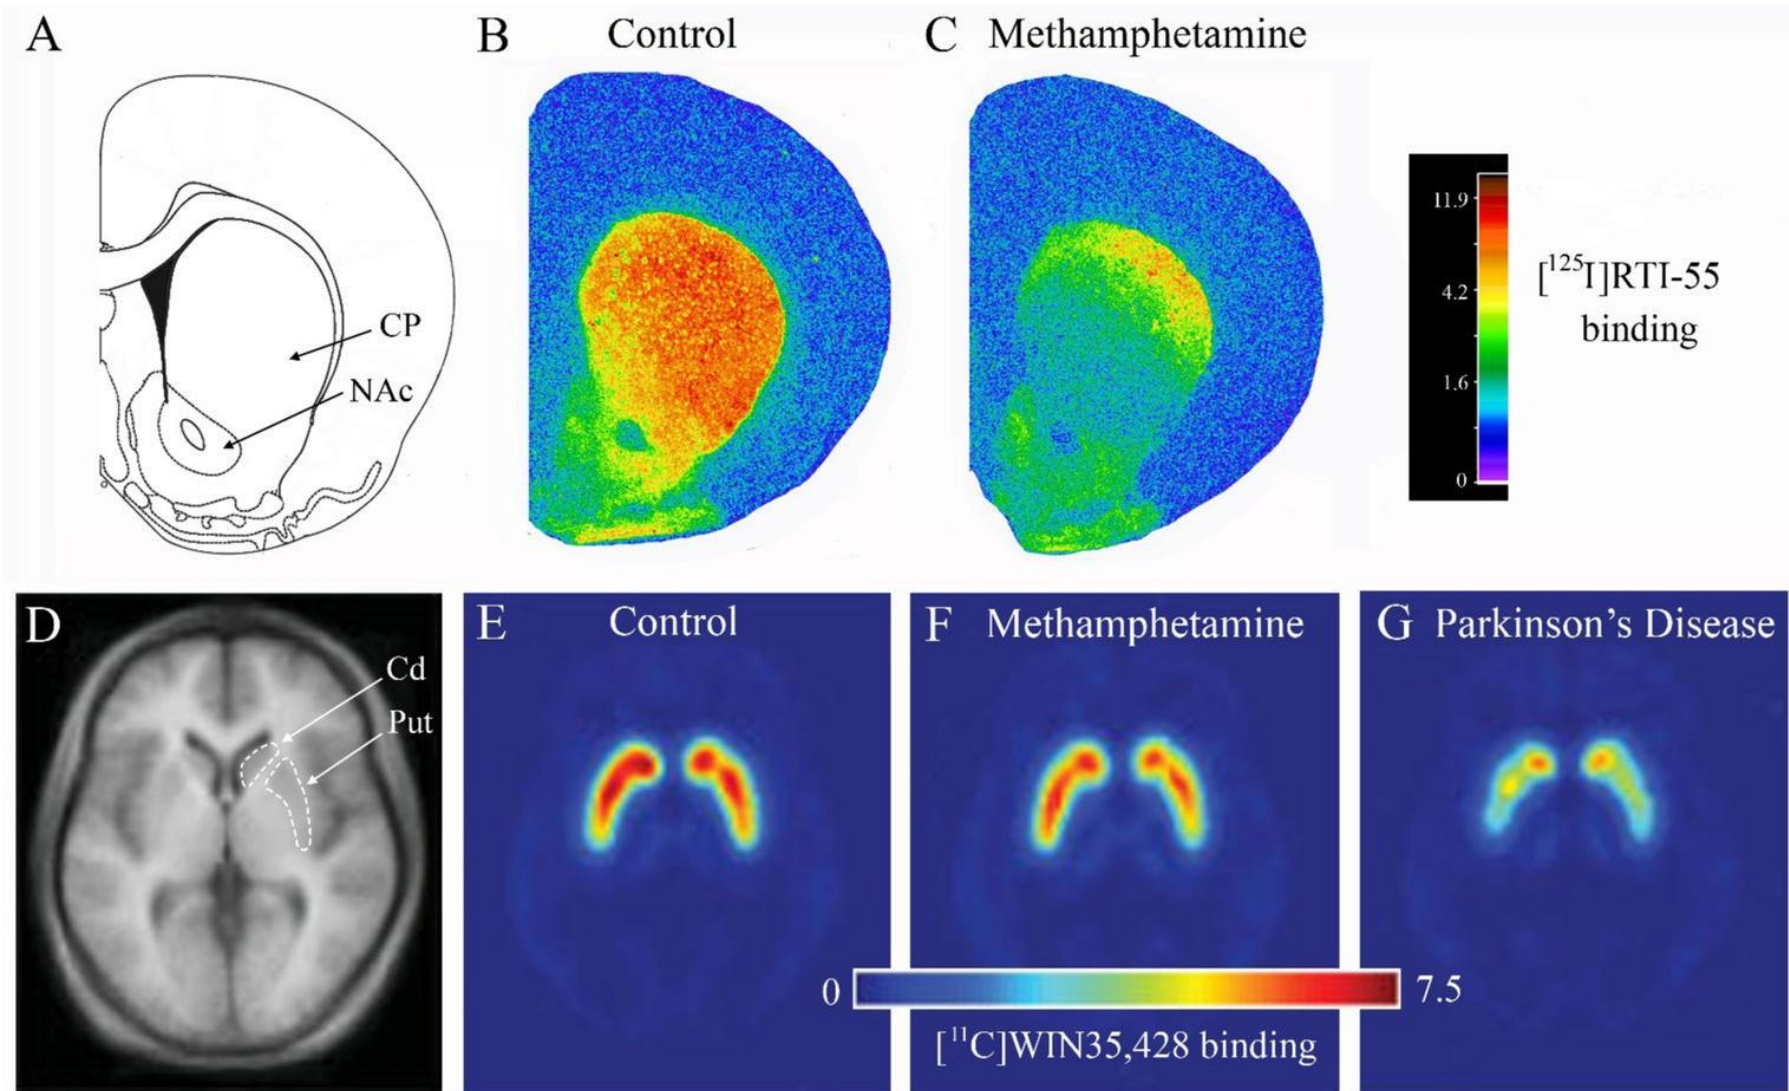 A
B Control
C Methamphetamine
CP
NAc
11.9
4.2
1.6
0
[¹²⁵I]RTI-55
binding
D
Cd
Put
E Control
F Methamphetamine
G Parkinson’s Disease
0
7.5
[¹¹C]WIN35,428 binding